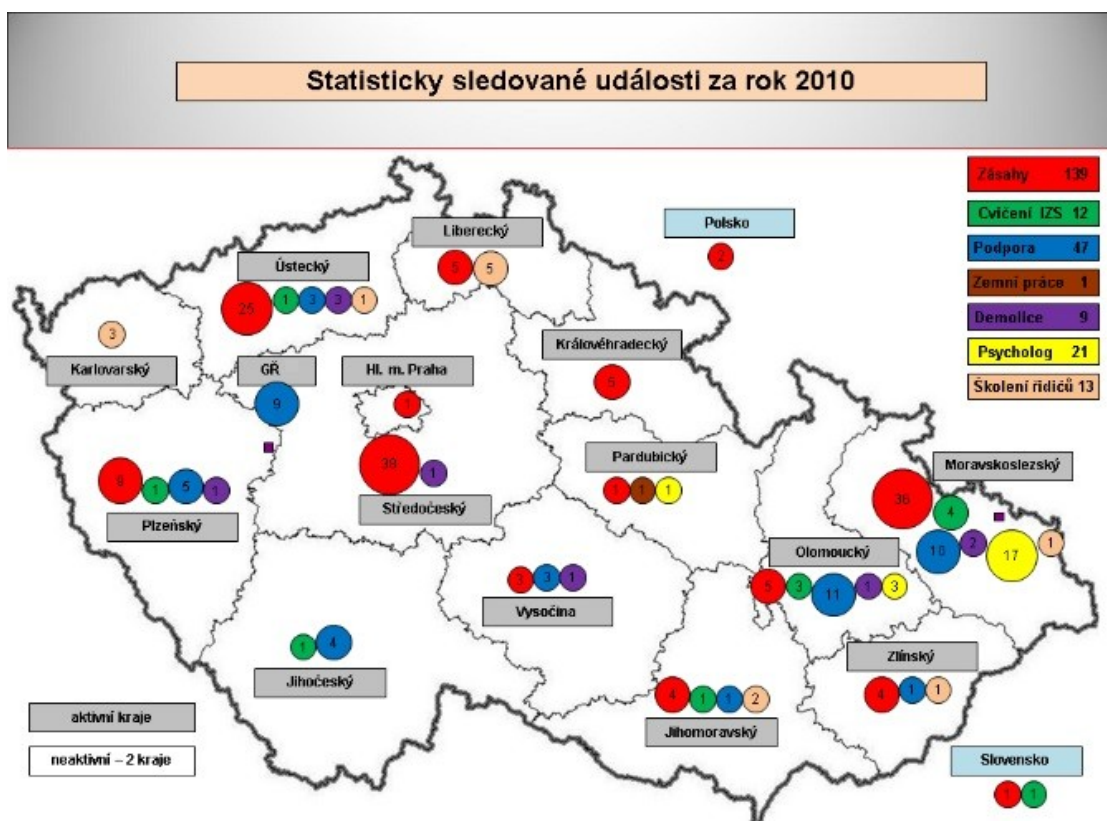 Statisticky sledované události za rok 2010
Zásahy 139
Cvičení IZS 12
Podpora 47
Zemní práce 1
Demolice 9
Psycholog 21
Školení řidičů 13
Liberecký
5 5
Polsko
2
Ústecký
25 1 3 3 1
3
Karlovarský
GŘ
9
Hl. m. Praha
1
Královéhradecký
5
38 1
Středočeský
9 1 5 1
Plzeňský
Pardubický
1 1 1
Moravskoslezský
36 4
10 2 17 1
Olomoucký
5 3 11 1 3
3 3 1
Vysočina
1 4
Jihočeský
Zlínský
4 1 1
4 1 1 2
Jihomoravský
aktivní kraje
neaktivní – 2 kraje
Slovensko
1 1